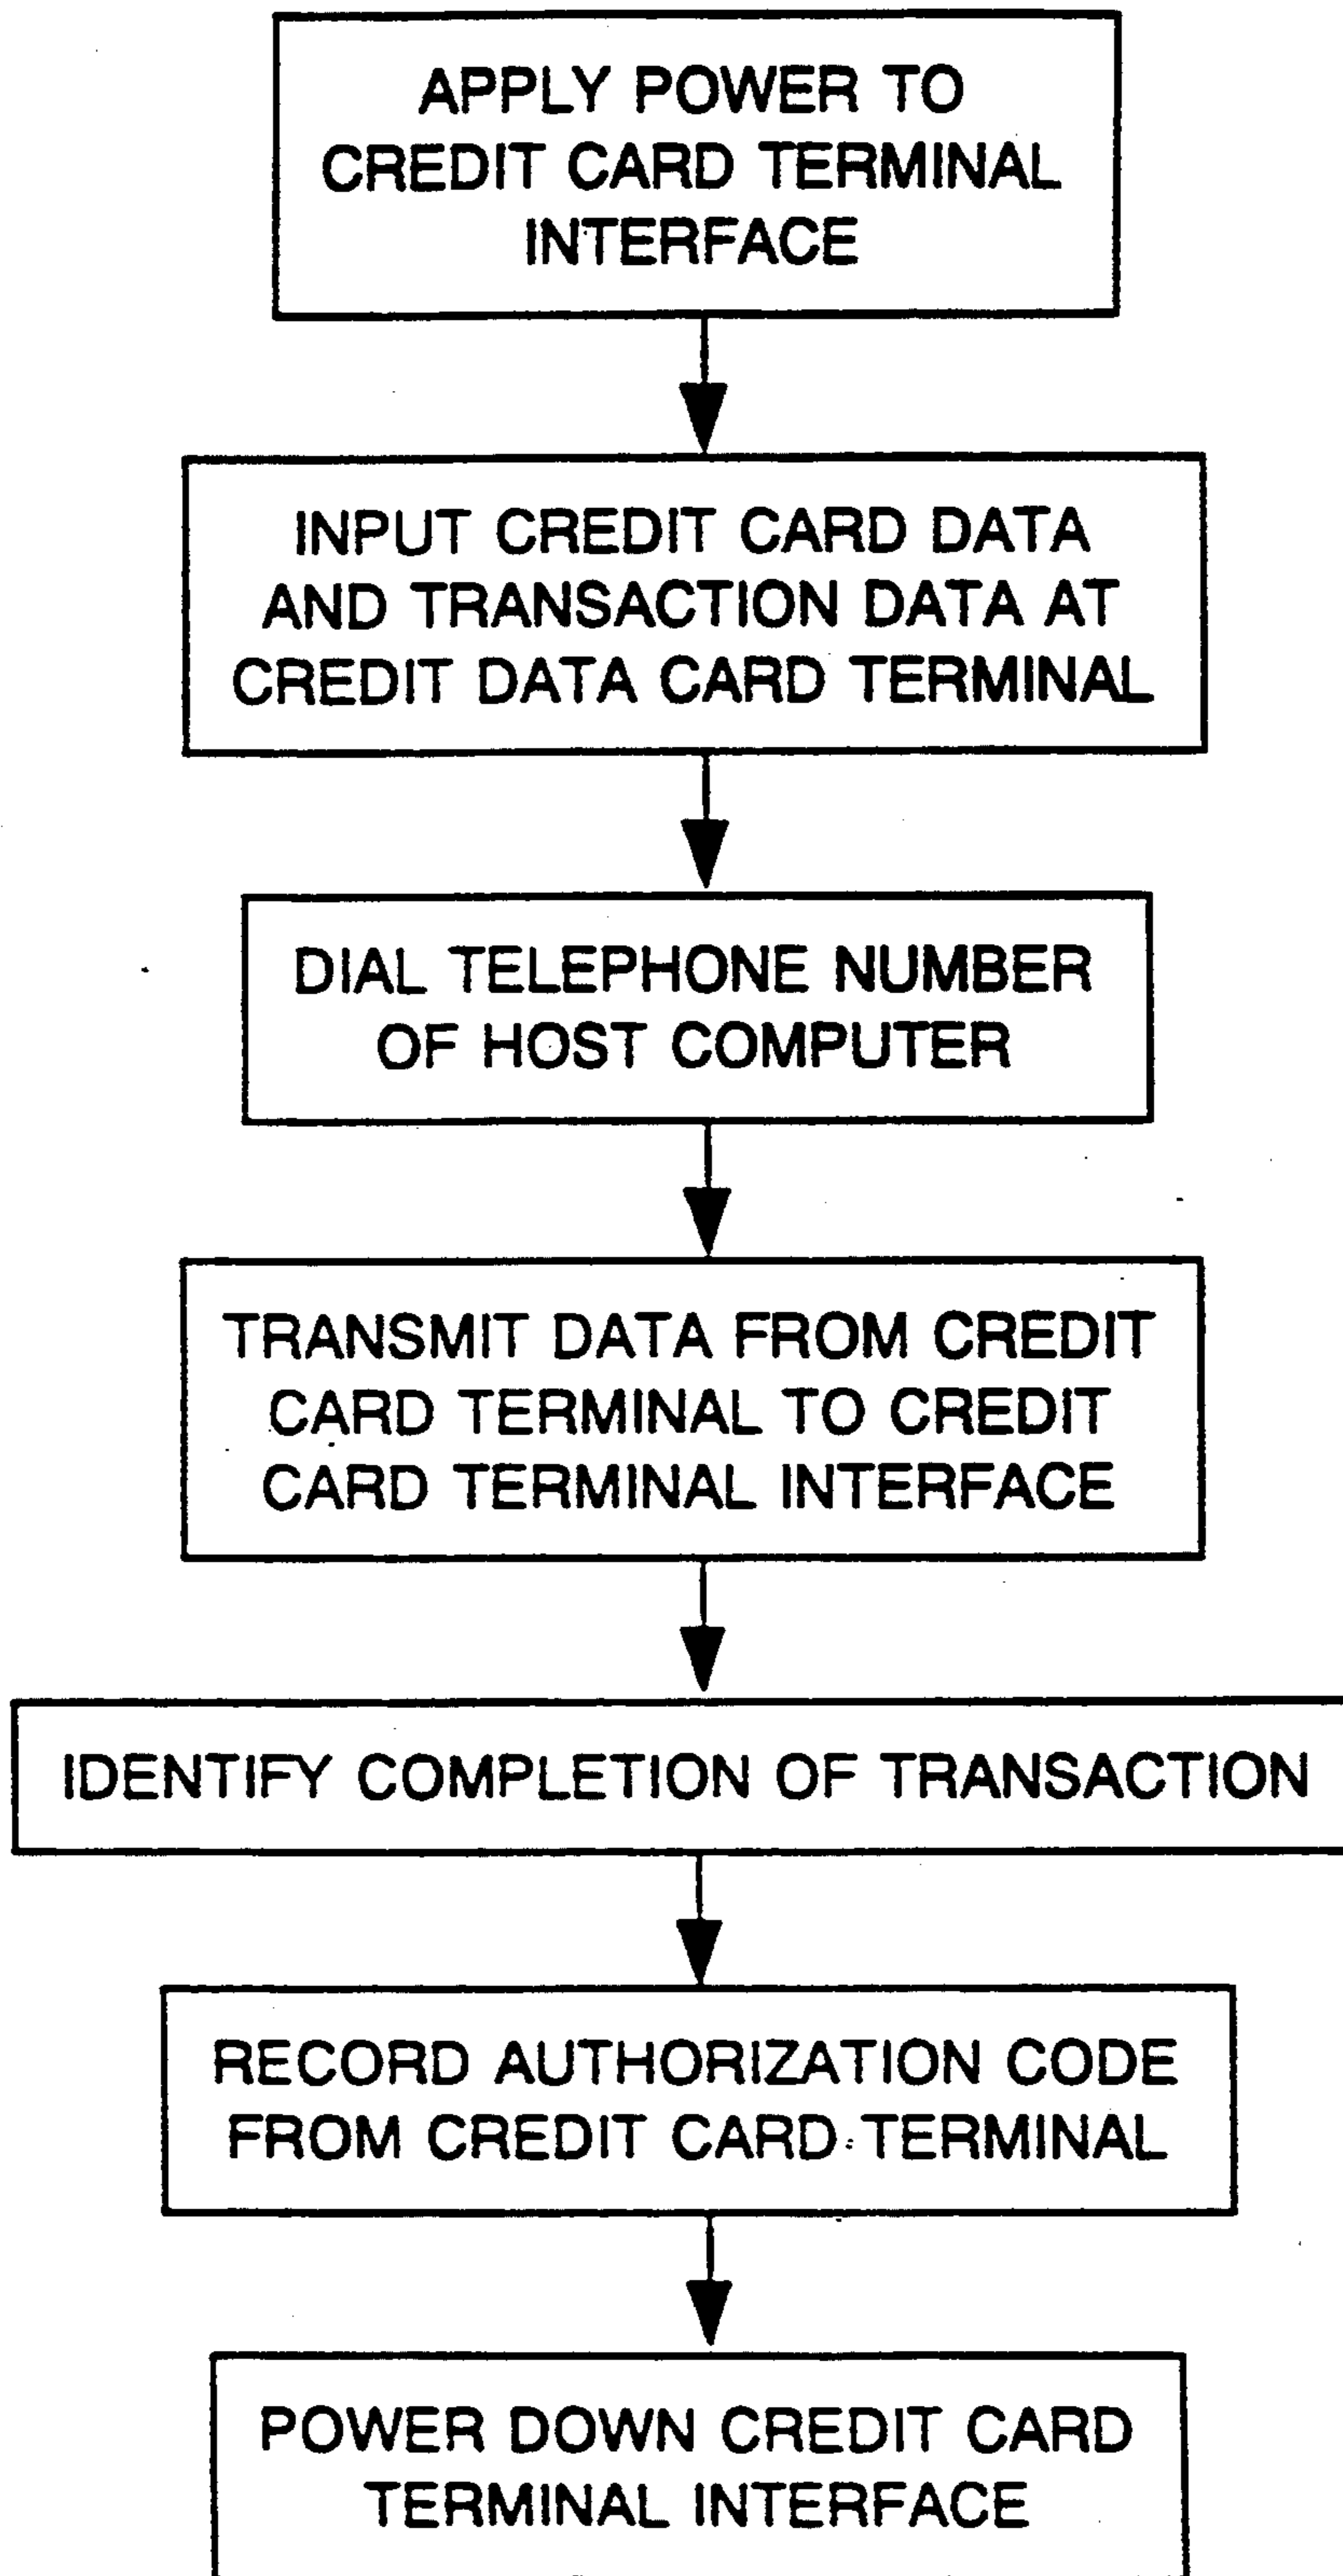 APPLY POWER TO
CREDIT CARD TERMINAL
INTERFACE
INPUT CREDIT CARD DATA
AND TRANSACTION DATA AT
CREDIT DATA CARD TERMINAL
DIAL TELEPHONE NUMBER
OF HOST COMPUTER
TRANSMIT DATA FROM CREDIT
CARD TERMINAL TO CREDIT
CARD TERMINAL INTERFACE
IDENTIFY COMPLETION OF TRANSACTION
RECORD AUTHORIZATION CODE
FROM CREDIT CARD TERMINAL
POWER DOWN CREDIT CARD
TERMINAL INTERFACE